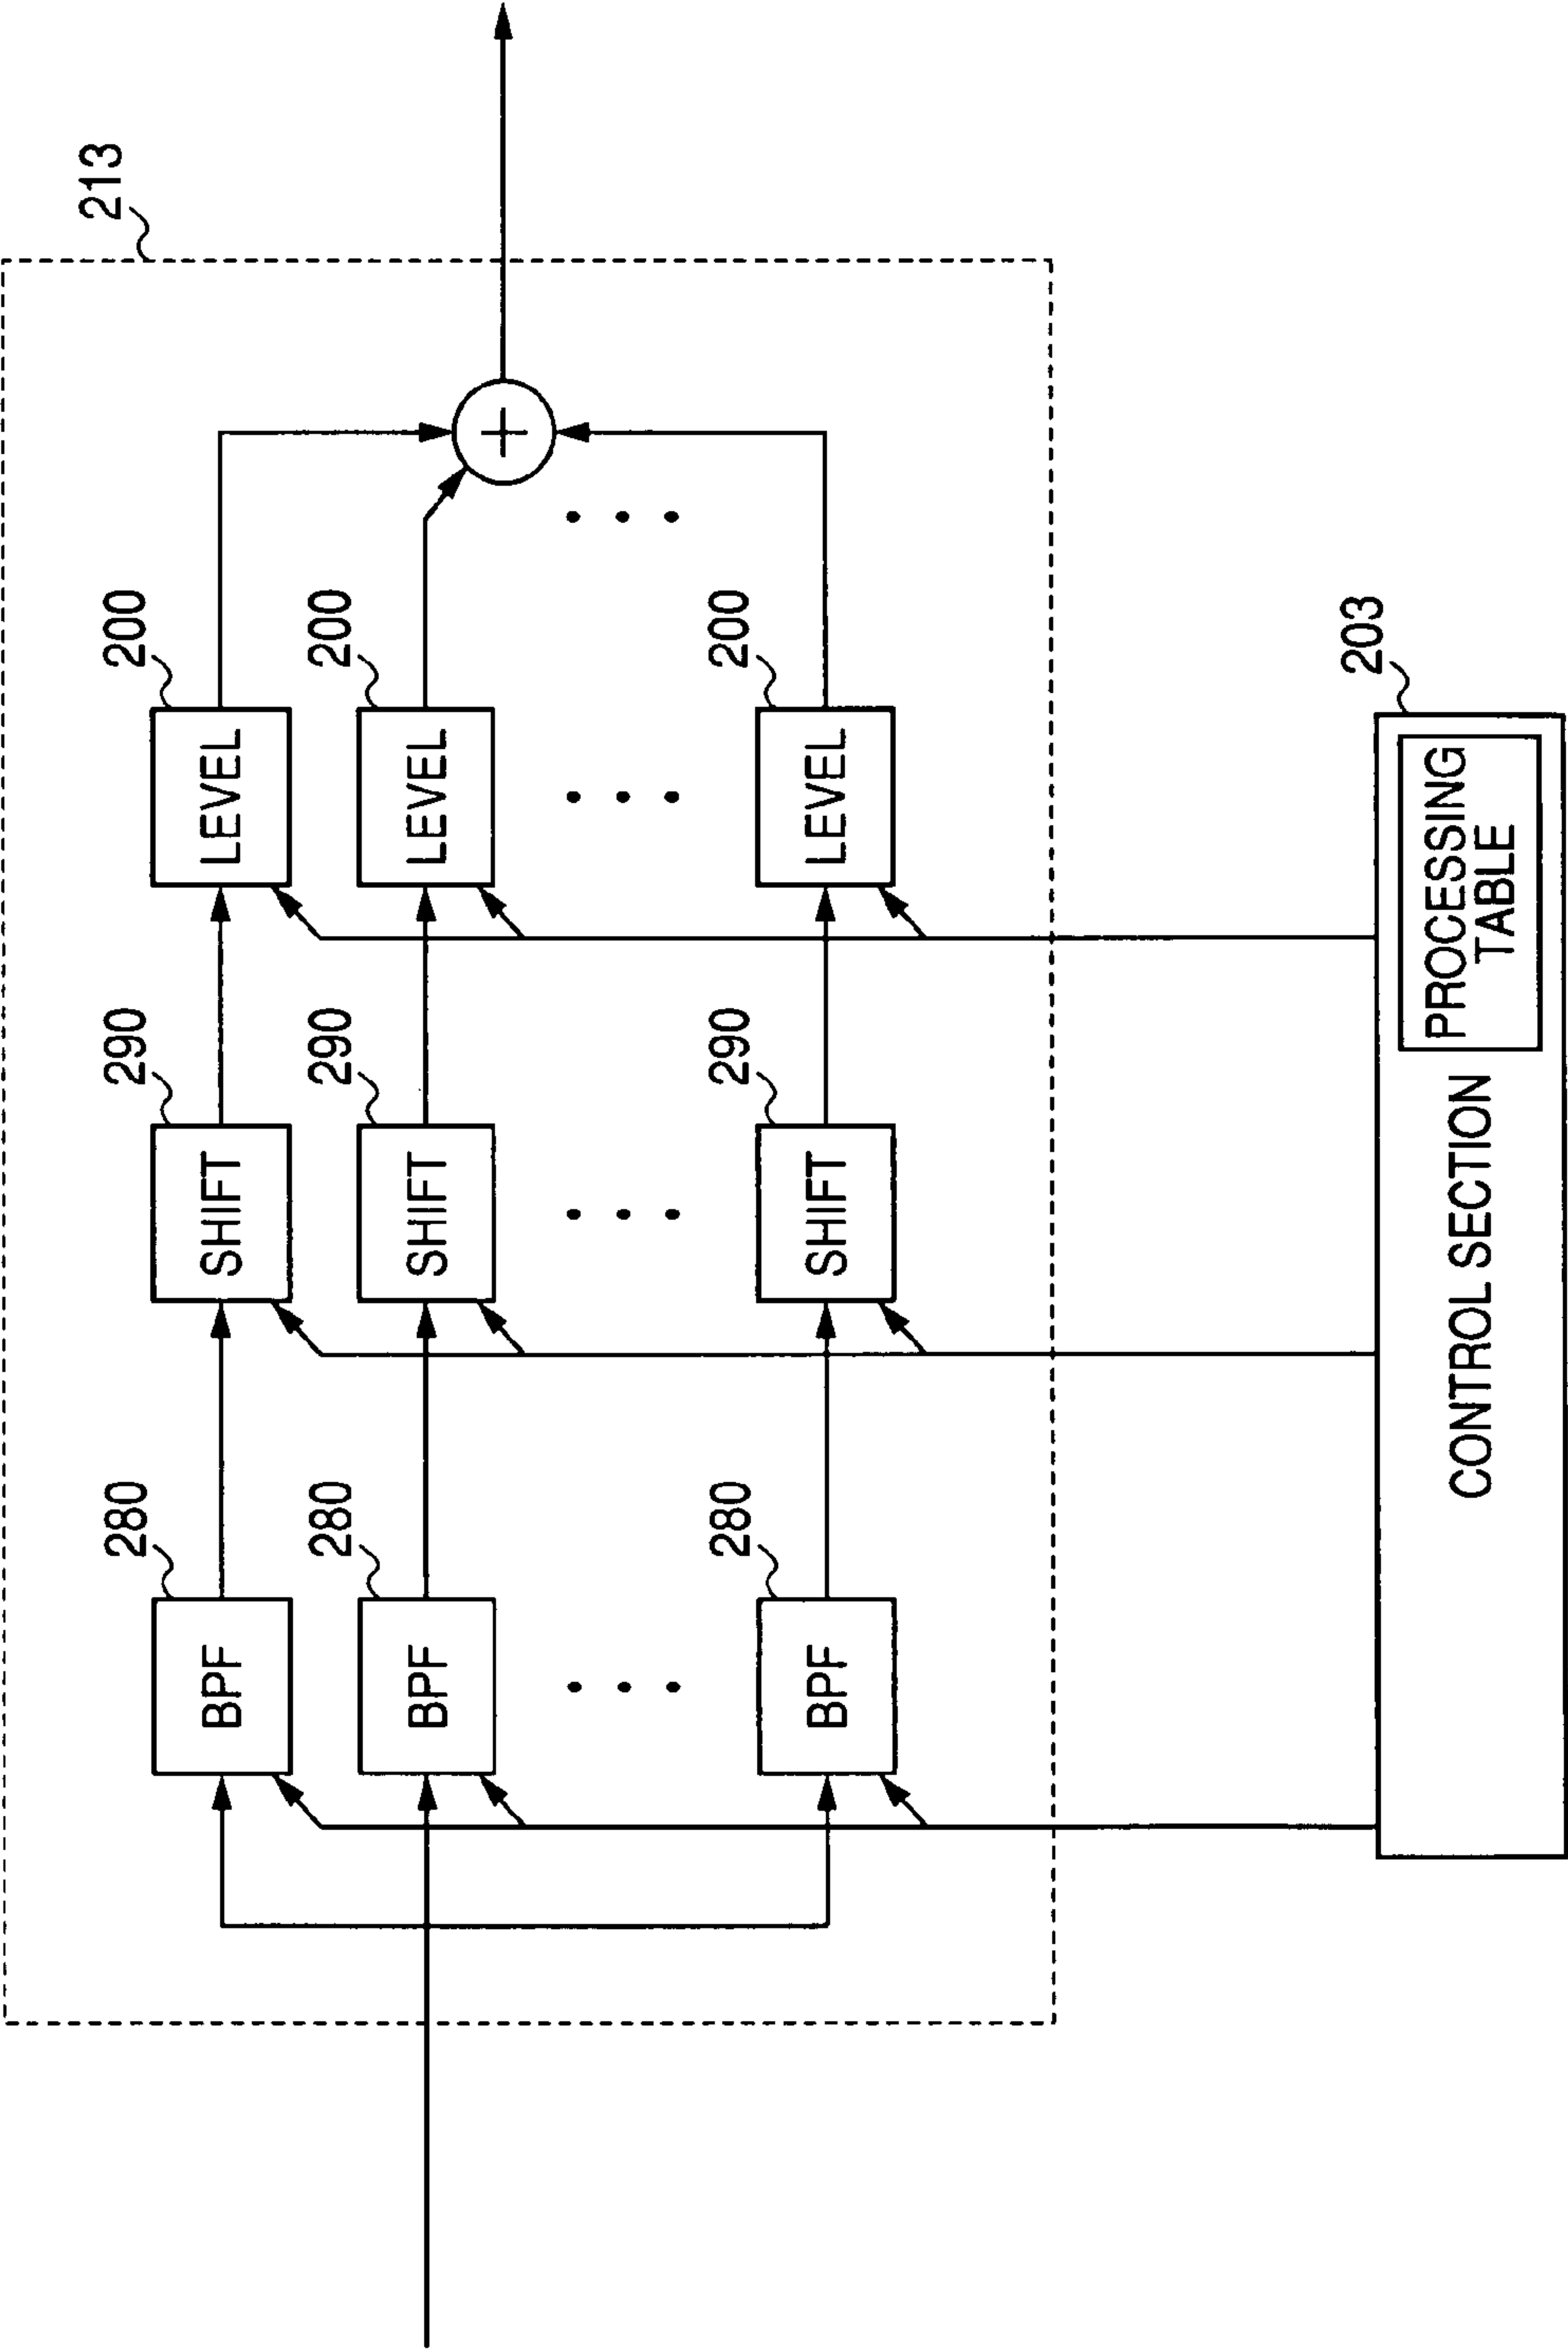 213
280
290
200
BPF
SHIFT
LEVEL
280
290
200
BPF
SHIFT
LEVEL
+
280
290
200
BPF
SHIFT
LEVEL
203
CONTROL SECTION
PROCESSING
TABLE